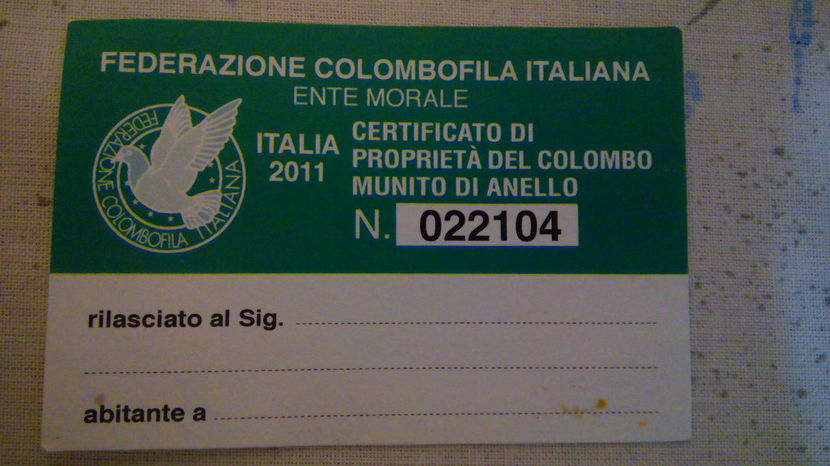 FEDERAZIONE COLOMBOFILA ITALIANA
ENTE MORALE
FEDERAZIONE COLOMBOFILA ITALIANA
ITALIA
2011
CERTIFICATO DI
PROPRIETÀ DEL COLOMBO
MUNITO DI ANELLO
N. 022104
rilasciato al Sig.
abitante a